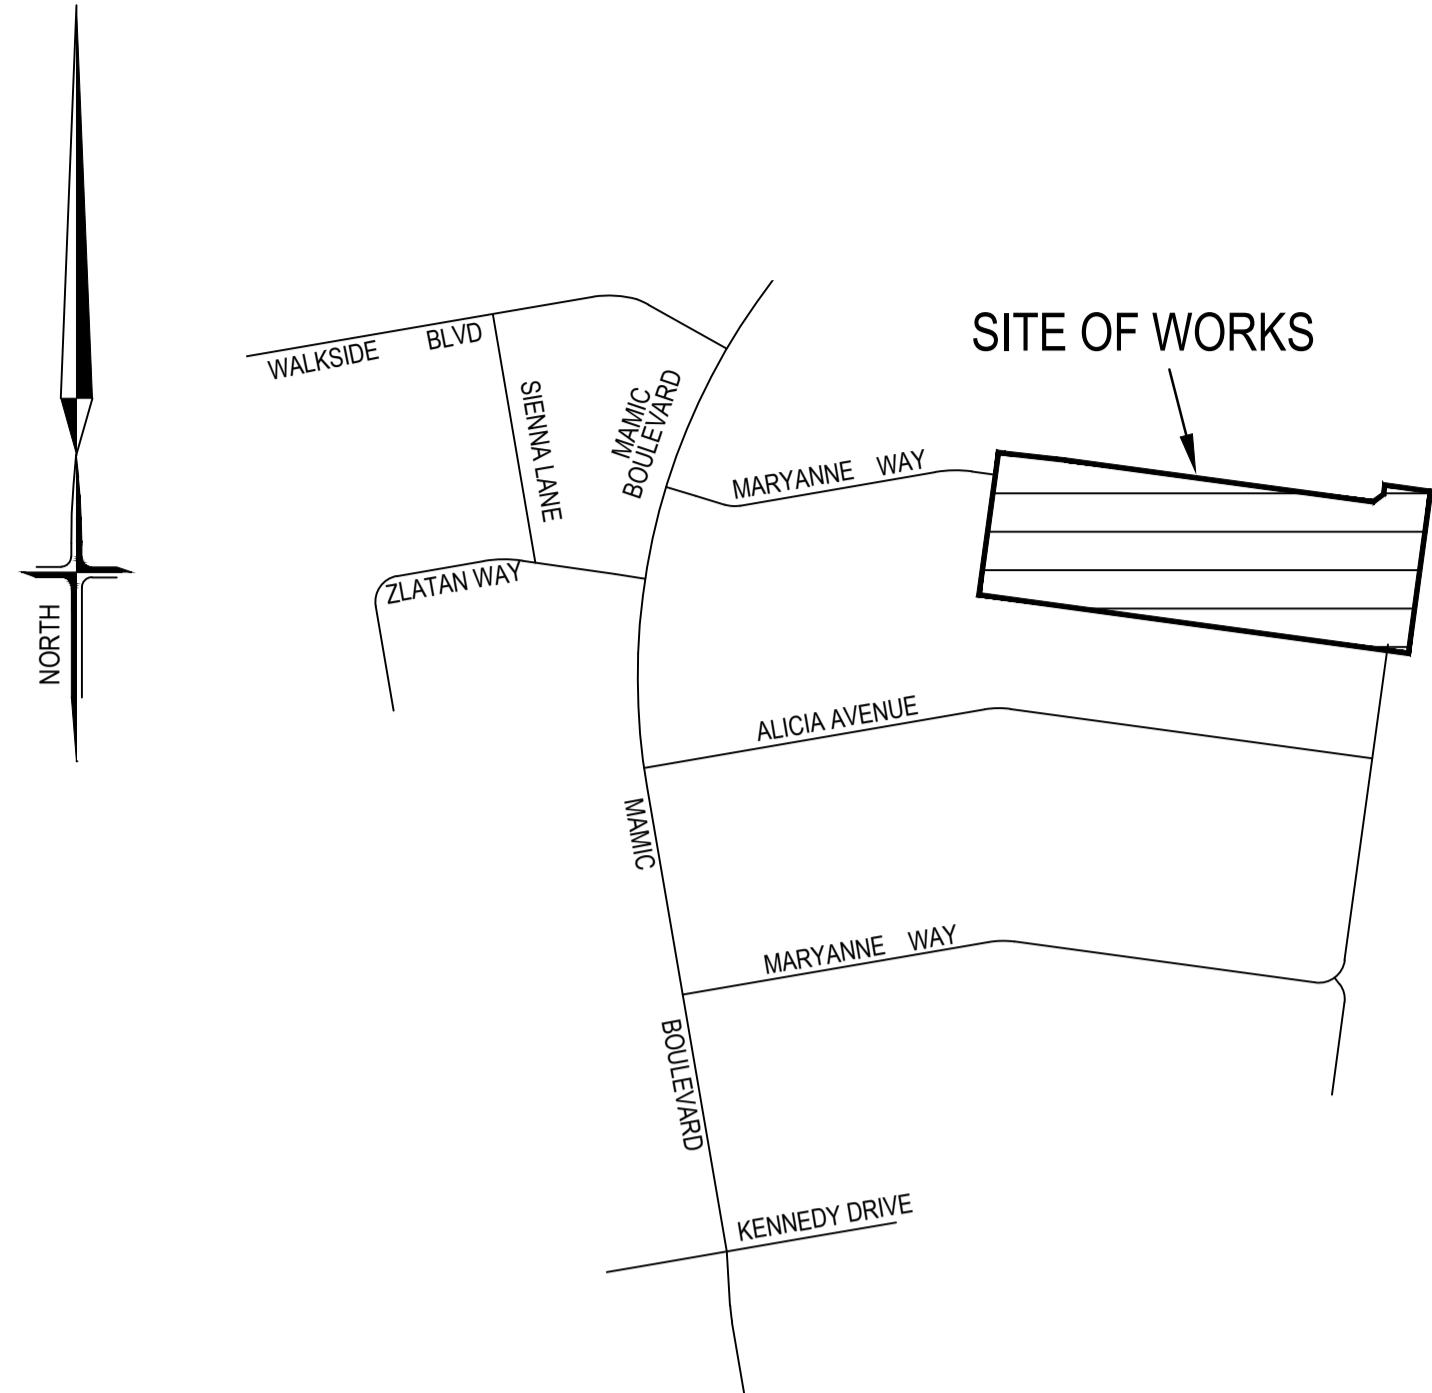 SITE OF WORKS
WALKSIDE BLVD
SIENNA LANE
MAMIC
BOULEVARD
MARYANNE WAY
ZLATAN WAY
NORTH
ALICIA AVENUE
MAMIC
MARYANNE WAY
BOULEVARD
KENNEDY DRIVE